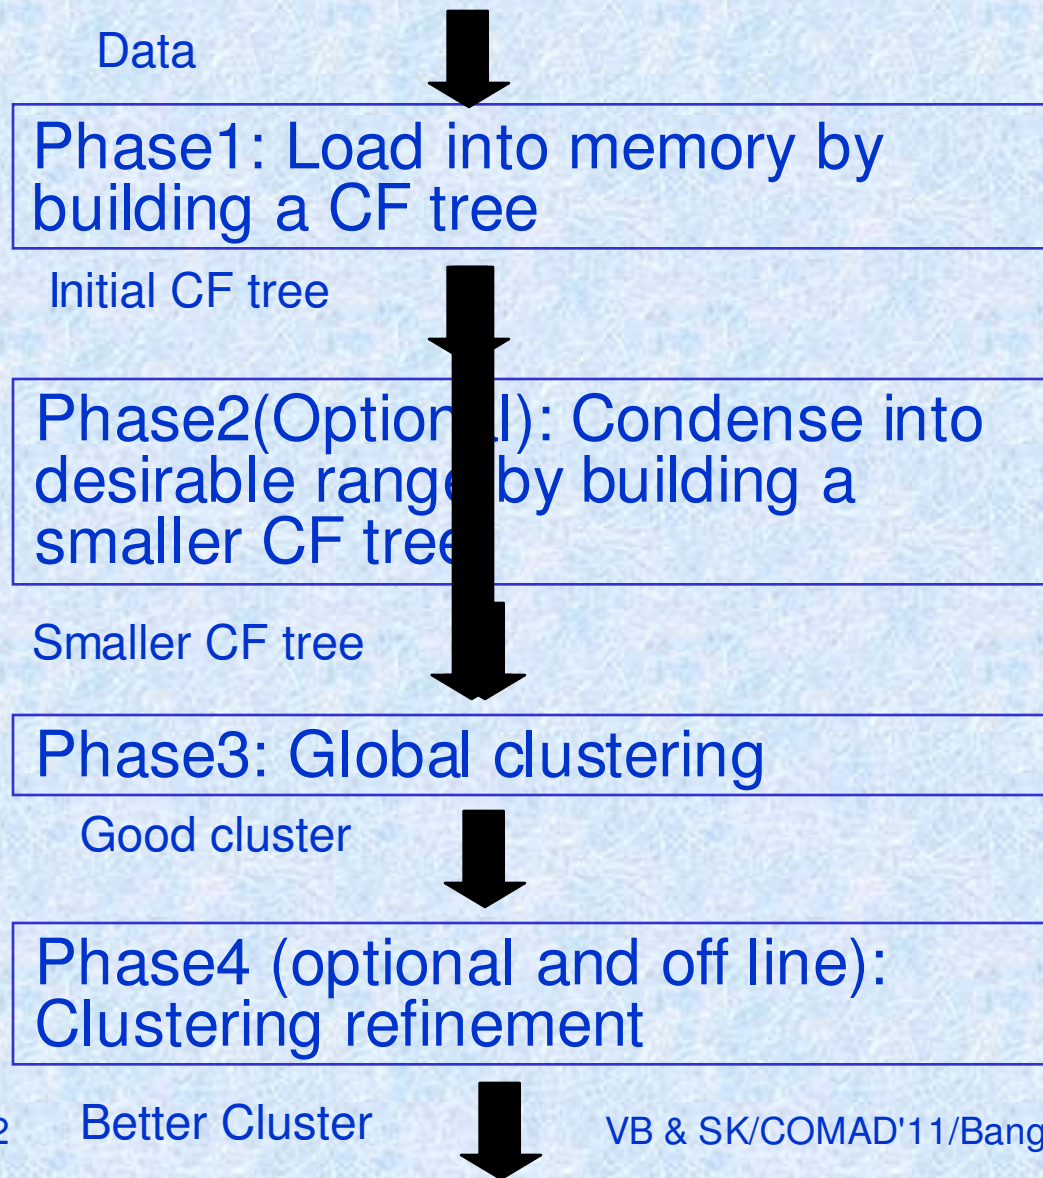 Data
Phase1: Load into memory by
building a CF tree
Initial CF tree
Phase2(Optional): Condense into
desirable range by building a
smaller CF tree
Smaller CF tree
Phase3: Global clustering
Good cluster
Phase4 (optional and off line):
Clustering refinement
2 Better Cluster VB & SK/COMAD'11/Bang